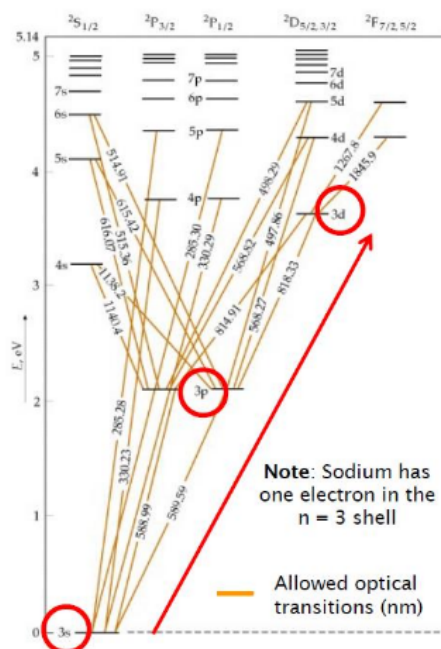 ²S₁/₂ ²P₃/₂ ²P₁/₂ ²D₅/₂,₃/₂ ²F₇/₂,₅/₂
5.14
5
7s
7p
7d
6p
6d
6s
5d
5p
4d
5s
4
514.91
615.42
498.29
1267.8
1845.9
4p
3d
616.07
515.36
285.30
330.29
568.82
497.86
4s
1138.2
3
1140.4
814.91
568.27
818.33
E, eV
3p
2
285.28
330.23
588.99
589.59
Note: Sodium has
one electron in the
n = 3 shell
1
Allowed optical
transitions (nm)
3s
0